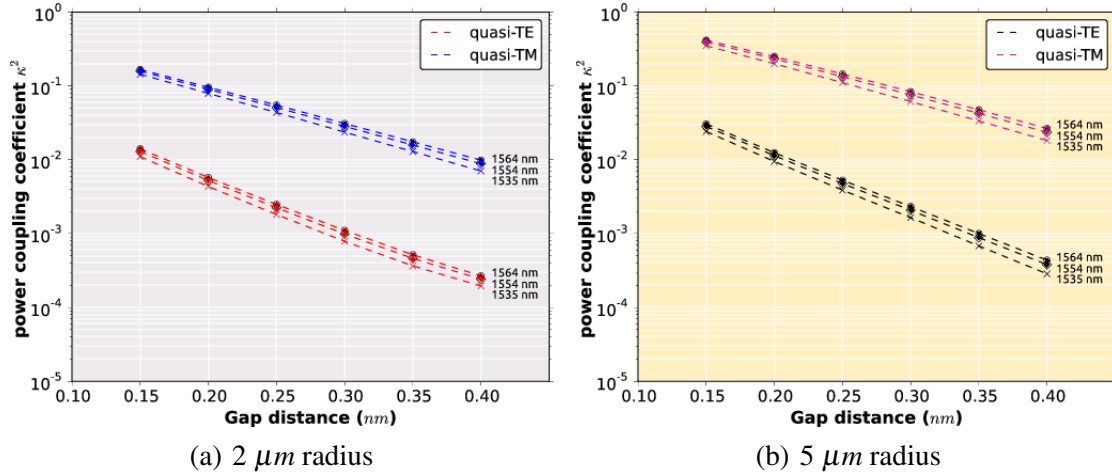 10^0
10^-1
10^-2
10^-3
10^-4
10^-5
power coupling coefficient κ^2
quasi-TE
quasi-TM
1564 nm
1554 nm
1535 nm
1564 nm
1554 nm
1535 nm
0.10 0.15 0.20 0.25 0.30 0.35 0.40
Gap distance (nm)
(a) 2 μm radius
10^0
10^-1
10^-2
10^-3
10^-4
10^-5
power coupling coefficient κ^2
quasi-TE
quasi-TM
1564 nm
1554 nm
1535 nm
1564 nm
1554 nm
1535 nm
0.10 0.15 0.20 0.25 0.30 0.35 0.40
Gap distance (nm)
(b) 5 μm radius